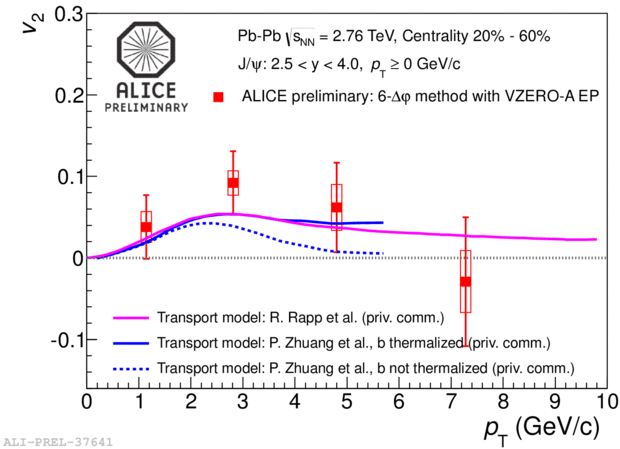 v2
0.3
0.2
0.1
0
-0.1
ALICE
PRELIMINARY
Pb-Pb √sNN = 2.76 TeV, Centrality 20% - 60%
J/ψ: 2.5 < y < 4.0, pT ≥ 0 GeV/c
ALICE preliminary: 6-Δφ method with VZERO-A EP
Transport model: R. Rapp et al. (priv. comm.)
Transport model: P. Zhuang et al., b thermalized (priv. comm.)
Transport model: P. Zhuang et al., b not thermalized (priv. comm.)
0 1 2 3 4 5 6 7 8 9 10
pT (GeV/c)
ALI-PREL-37641